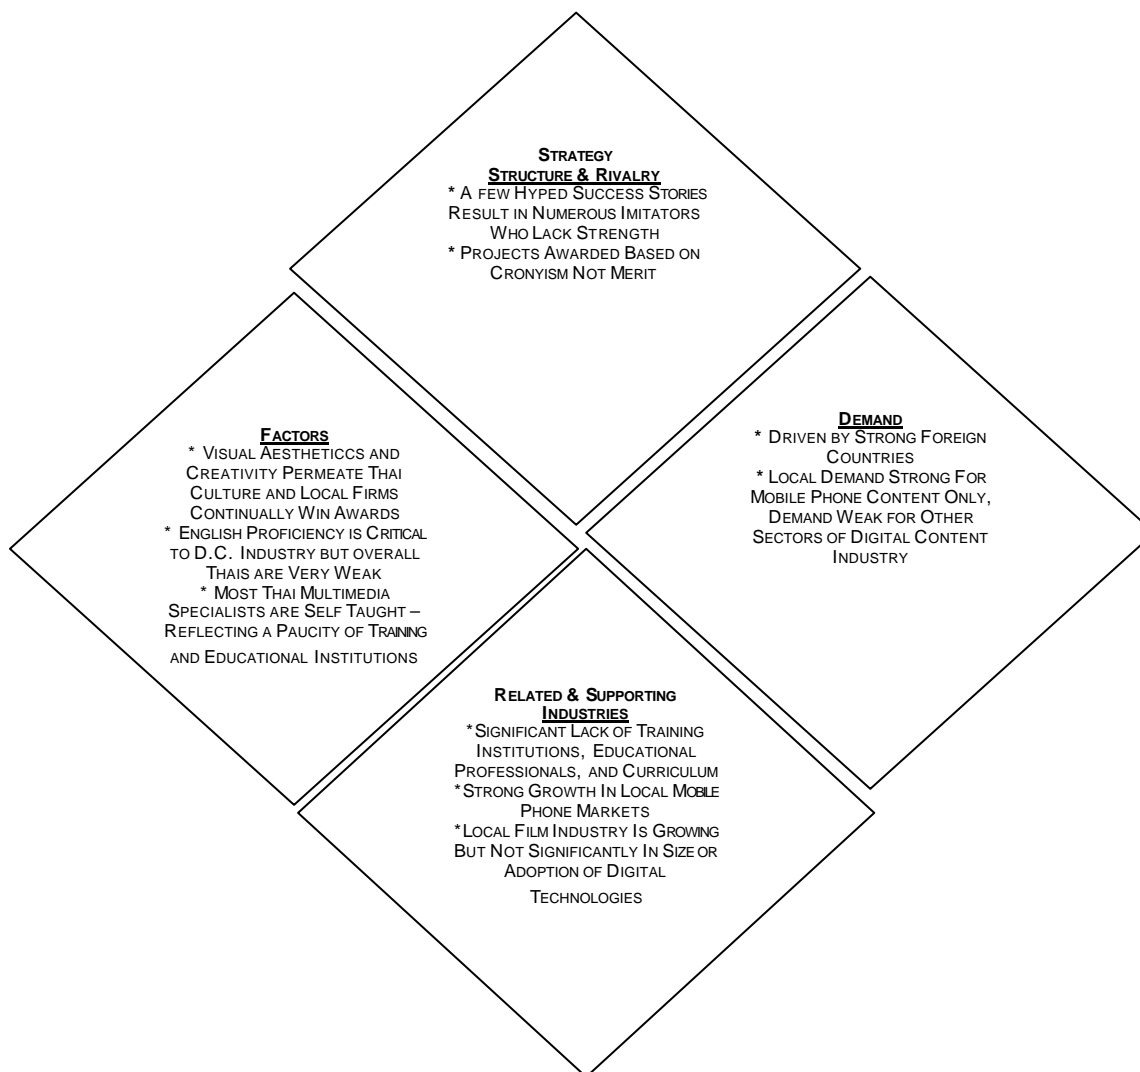 STRATEGY
STRUCTURE & RIVALRY
* A FEW HYPED SUCCESS STORIES
RESULT IN NUMEROUS IMITATORS
WHO LACK STRENGTH
* PROJECTS AWARDED BASED ON
CRONYISM NOT MERIT
FACTORS
* VISUAL AESTHETICCS AND
CREATIVITY PERMEATE THAI
CULTURE AND LOCAL FIRMS
CONTINUALLY WIN AWARDS
* ENGLISH PROFICIENCY IS CRITICAL
TO D.C. INDUSTRY BUT OVERALL
THAIS ARE VERY WEAK
* MOST THAI MULTIMEDIA
SPECIALISTS ARE SELF TAUGHT –
REFLECTING A PAUCITY OF TRAINING
AND EDUCATIONAL INSTITUTIONS
DEMAND
* DRIVEN BY STRONG FOREIGN
COUNTRIES
* LOCAL DEMAND STRONG FOR
MOBILE PHONE CONTENT ONLY,
DEMAND WEAK FOR OTHER
SECTORS OF DIGITAL CONTENT
INDUSTRY
RELATED & SUPPORTING
INDUSTRIES
*SIGNIFICANT LACK OF TRAINING
INSTITUTIONS, EDUCATIONAL
PROFESSIONALS, AND CURRICULUM
*STRONG GROWTH IN LOCAL MOBILE
PHONE MARKETS
*LOCAL FILM INDUSTRY IS GROWING
BUT NOT SIGNIFICANTLY IN SIZE OR
ADOPTION OF DIGITAL
TECHNOLOGIES